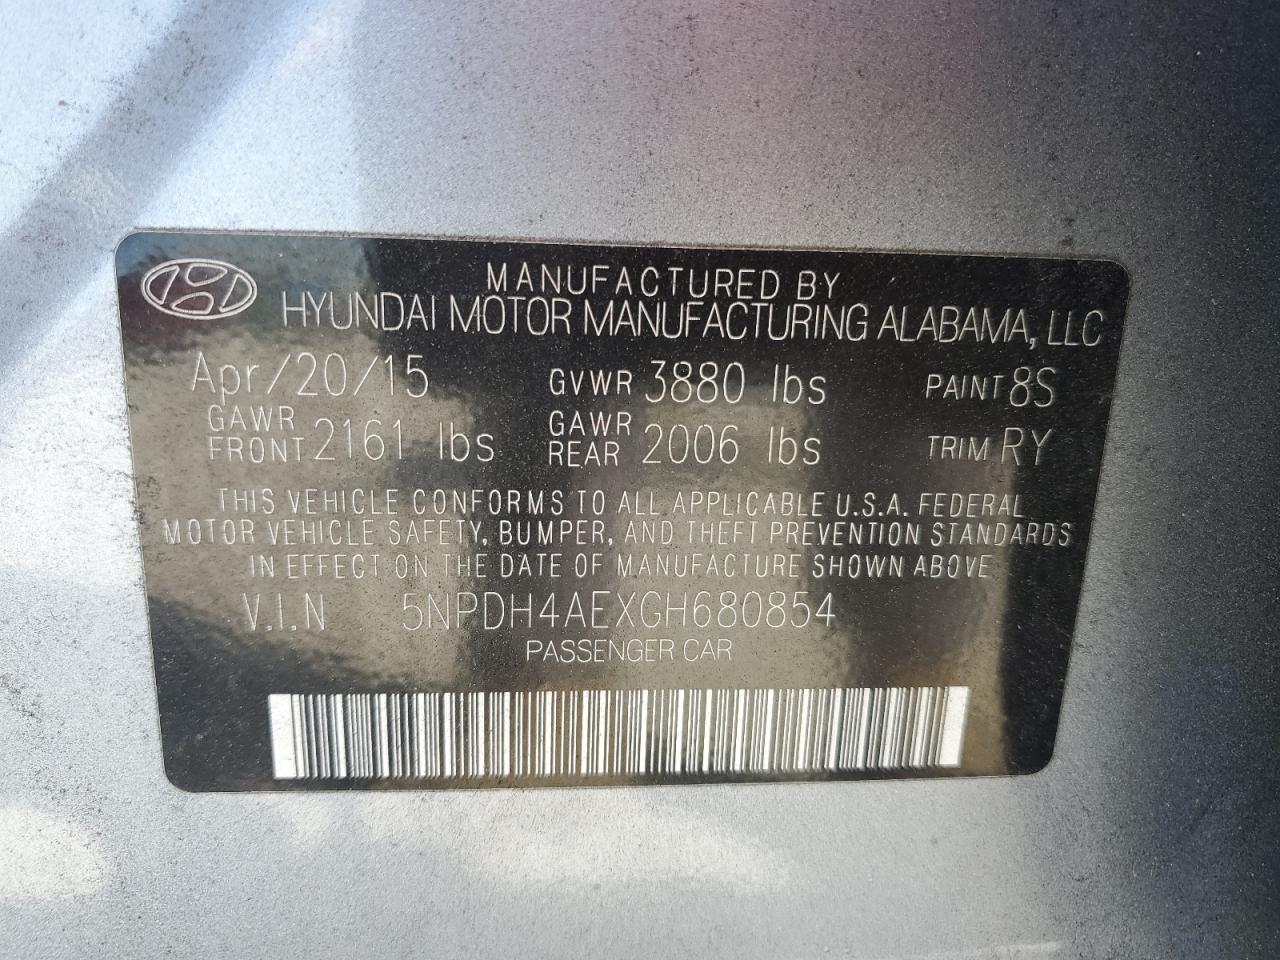 MANUFACTURED BY
HYUNDAI MOTOR MANUFACTURING ALABAMA, LLC
Apr/20/15 GVWR 3880 lbs PAINT 8S
GAWR FRONT 2161 lbs GAWR REAR 2006 lbs TRIM RY
THIS VEHICLE CONFORMS TO ALL APPLICABLE U.S.A. FEDERAL
MOTOR VEHICLE SAFETY, BUMPER, AND THEFT PREVENTION STANDARDS
IN EFFECT ON THE DATE OF MANUFACTURE SHOWN ABOVE
V.I.N 5NPDH4AEXGH680854
PASSENGER CAR